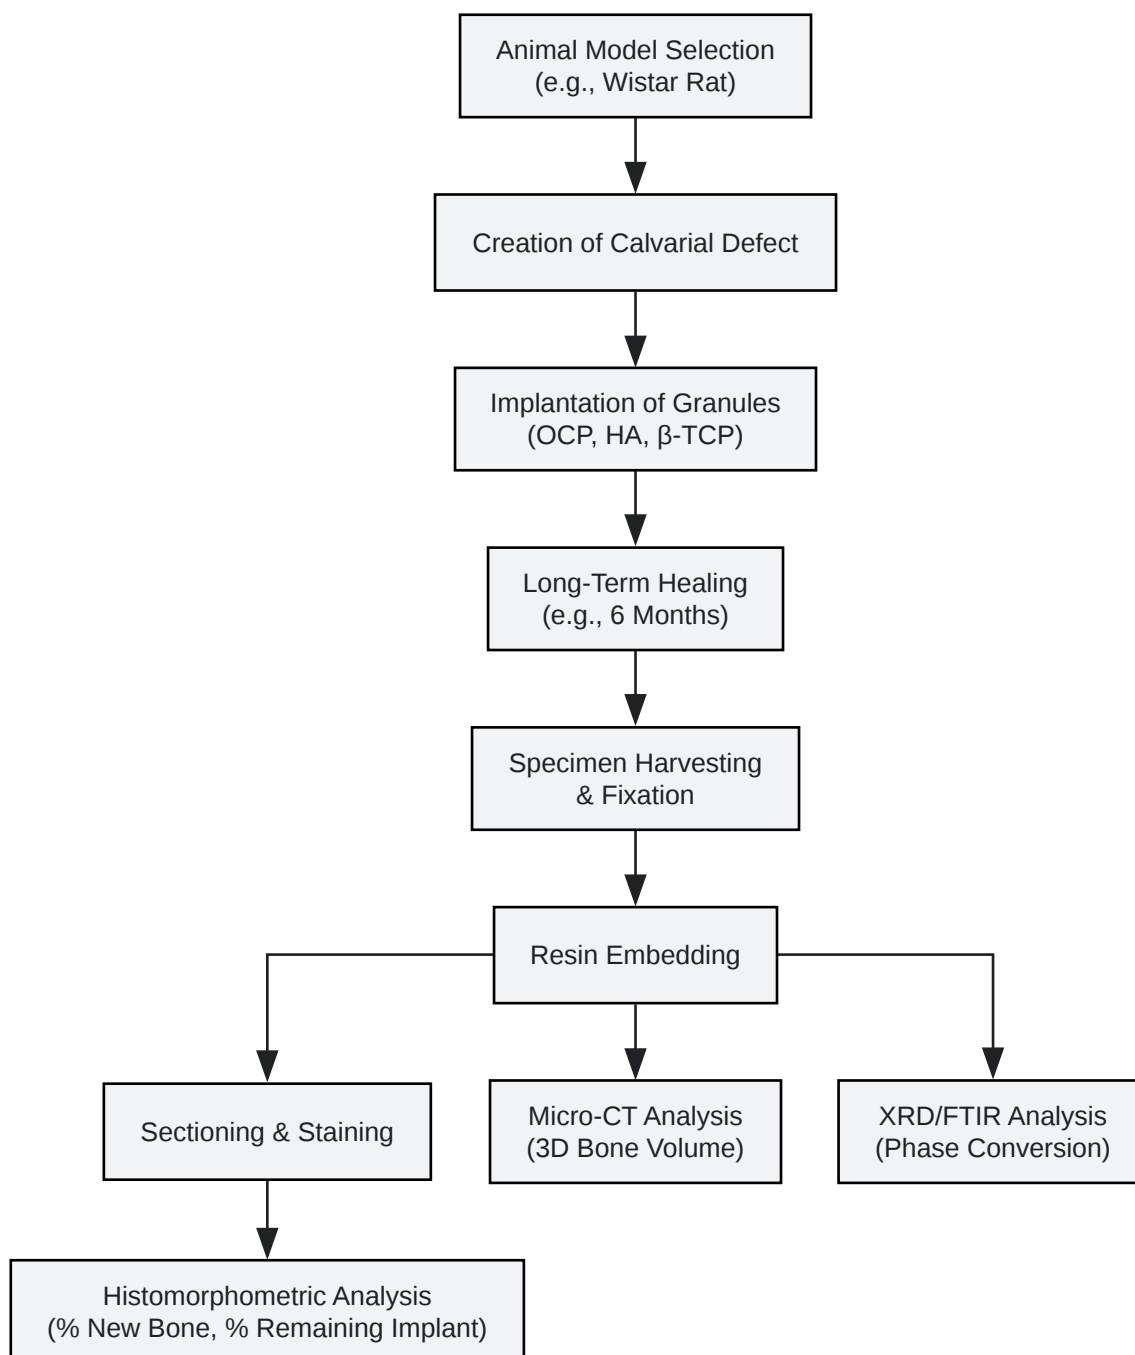 Animal Model Selection
(e.g., Wistar Rat)
Creation of Calvarial Defect
Implantation of Granules
(OCP, HA, β-TCP)
Long-Term Healing
(e.g., 6 Months)
Specimen Harvesting
& Fixation
Resin Embedding
Sectioning & Staining
Micro-CT Analysis
(3D Bone Volume)
XRD/FTIR Analysis
(Phase Conversion)
Histomorphometric Analysis
(% New Bone, % Remaining Implant)